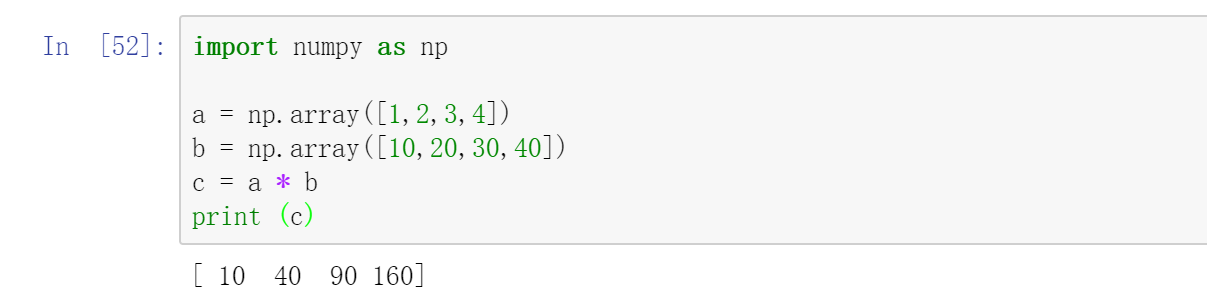 In [52]: import numpy as np
a = np.array([1,2,3,4])
b = np.array([10,20,30,40])
c = a * b
print (c)
[ 10  40  90 160]